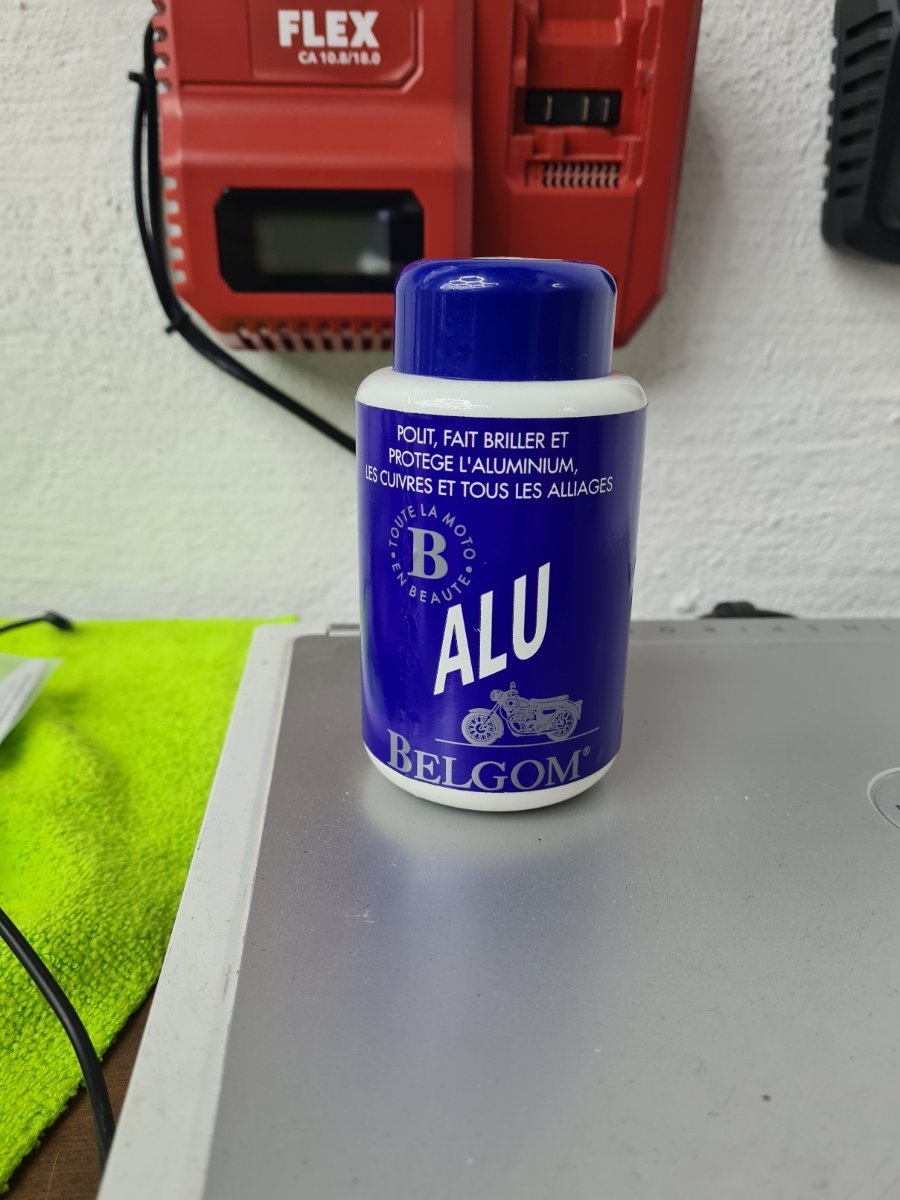 FLEX
CA 10.8/18.0
POLIT, FAIT BRILLER ET
PROTEGE L'ALUMINIUM,
LES CUIVRES ET TOUS LES ALLIAGES
• TOUTE LA MOTO •
EN BEAUTE
B
ALU
BELGOM®